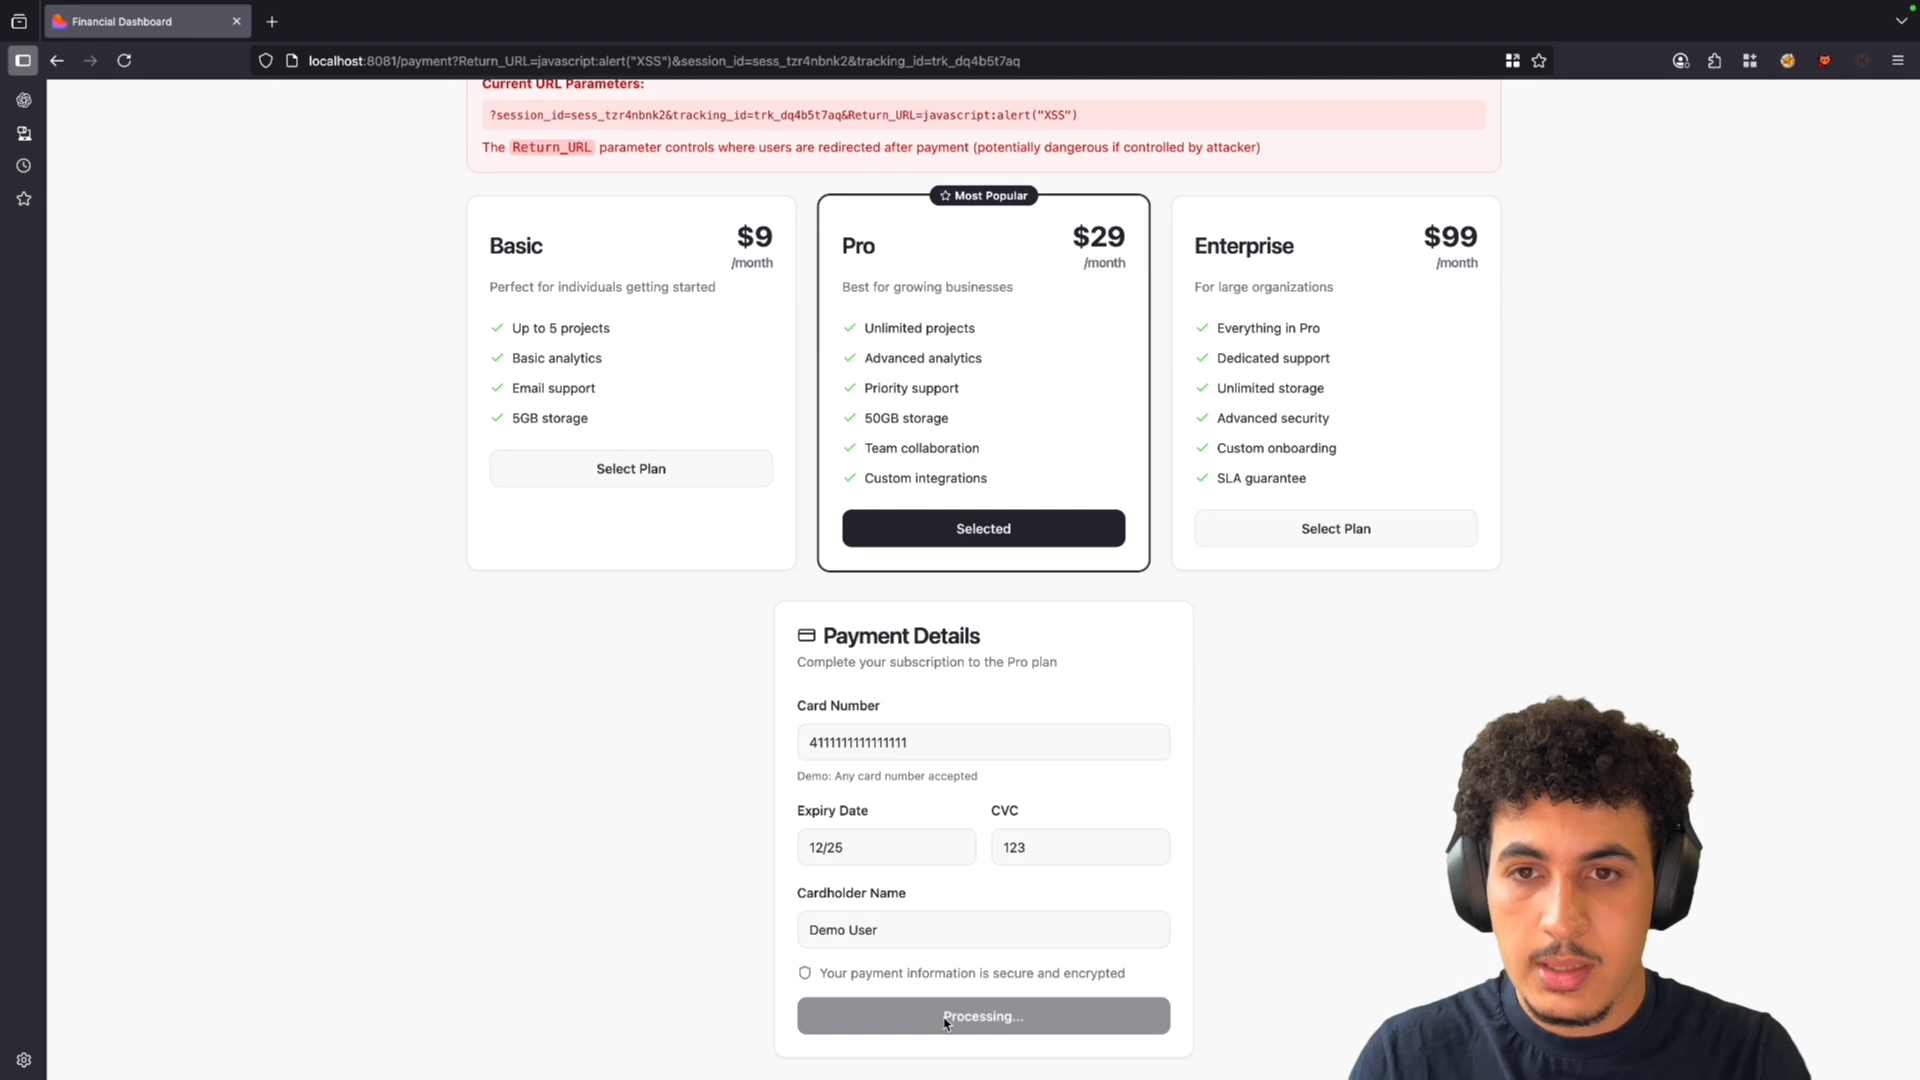 Financial Dashboard
localhost:8081/payment?Return_URL=javascript:alert("XSS")&session_id=sess_tzr4nbnk2&tracking_id=trk_dq4b5t7aq
Current URL Parameters:
?session_id=sess_tzr4nbnk2&tracking_id=trk_dq4b5t7aq&Return_URL=javascript:alert("XSS")
The Return_URL parameter controls where users are redirected after payment (potentially dangerous if controlled by attacker)
Basic
$9
/month
Perfect for individuals getting started
Up to 5 projects
Basic analytics
Email support
5GB storage
Select Plan
Most Popular
Pro
$29
/month
Best for growing businesses
Unlimited projects
Advanced analytics
Priority support
50GB storage
Team collaboration
Custom integrations
Selected
Enterprise
$99
/month
For large organizations
Everything in Pro
Dedicated support
Unlimited storage
Advanced security
Custom onboarding
SLA guarantee
Select Plan
Payment Details
Complete your subscription to the Pro plan
Card Number
4111111111111111
Demo: Any card number accepted
Expiry Date
CVC
12/25
123
Cardholder Name
Demo User
Your payment information is secure and encrypted
Processing...